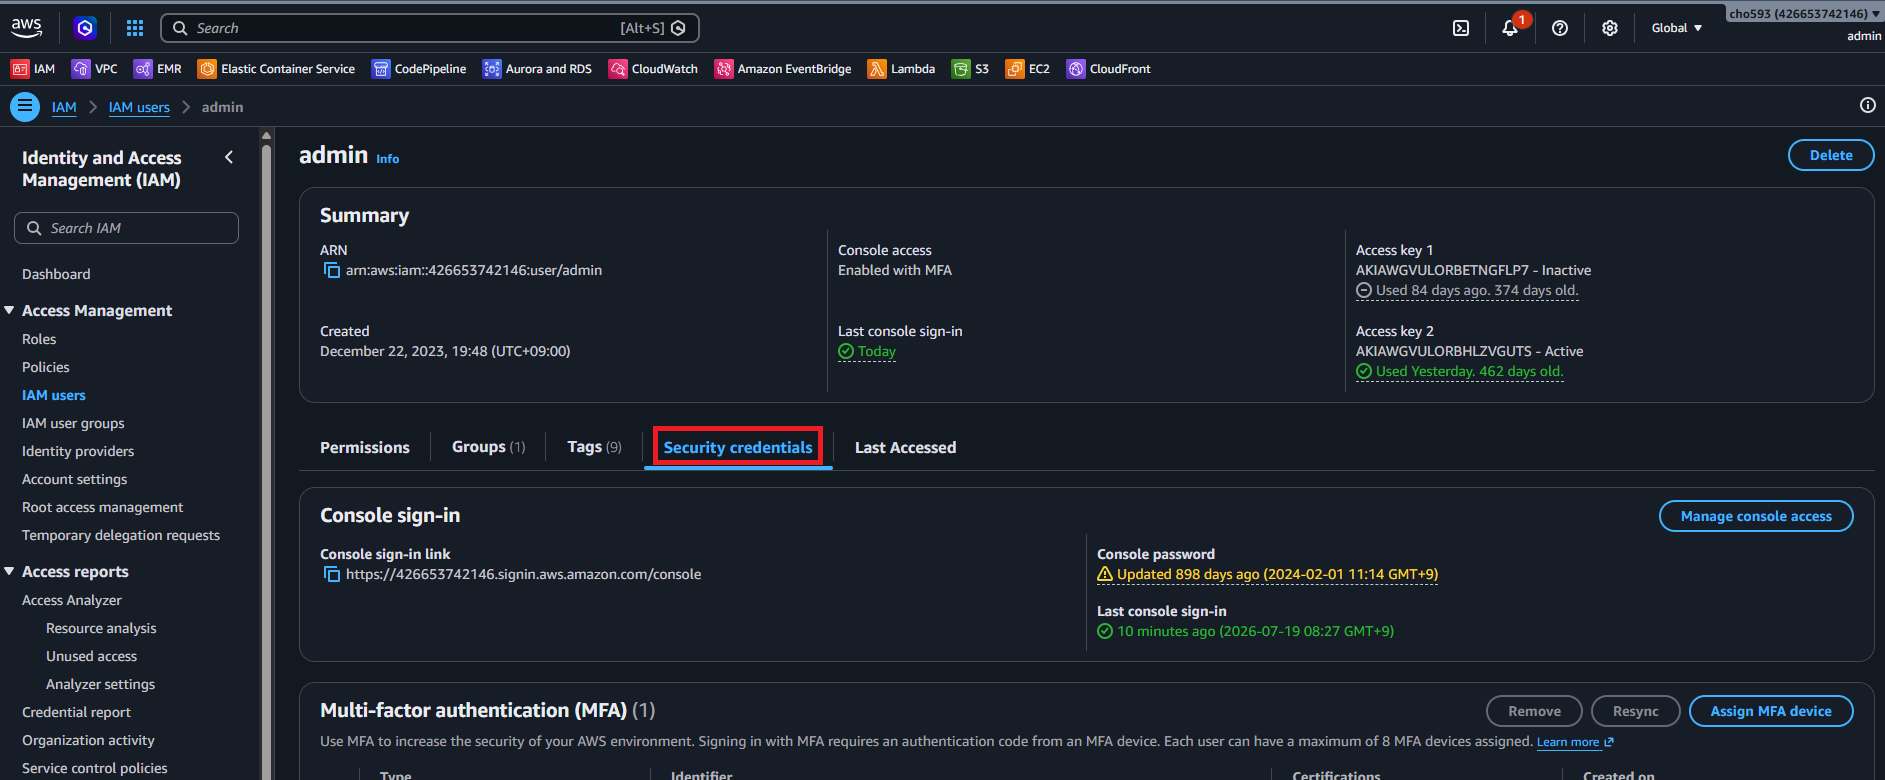 cho593 (426653742146)
aws
Search
[Alt+S]
1
Global
admin
IAM
VPC
EMR
Elastic Container Service
CodePipeline
Aurora and RDS
CloudWatch
Amazon EventBridge
Lambda
S3
EC2
CloudFront
IAM
IAM users
admin
Identity and Access
Management (IAM)
Search IAM
Dashboard
Access Management
Roles
Policies
IAM users
IAM user groups
Identity providers
Account settings
Root access management
Temporary delegation requests
Access reports
Access Analyzer
Resource analysis
Unused access
Analyzer settings
Credential report
Organization activity
Service control policies
admin Info
Delete
Summary
ARN
arn:aws:iam::426653742146:user/admin
Created
December 22, 2023, 19:48 (UTC+09:00)
Console access
Enabled with MFA
Last console sign-in
Today
Access key 1
AKIAWGVULORBETNGFLP7 - Inactive
Used 84 days ago. 374 days old.
Access key 2
AKIAWGVULORBHLZVGUTS - Active
Used Yesterday. 462 days old.
Permissions
Groups (1)
Tags (9)
Security credentials
Last Accessed
Console sign-in
Manage console access
Console sign-in link
https://426653742146.signin.aws.amazon.com/console
Console password
Updated 898 days ago (2024-02-01 11:14 GMT+9)
Last console sign-in
10 minutes ago (2026-07-19 08:27 GMT+9)
Multi-factor authentication (MFA) (1)
Remove
Resync
Assign MFA device
Use MFA to increase the security of your AWS environment. Signing in with MFA requires an authentication code from an MFA device. Each user can have a maximum of 8 MFA devices assigned. Learn more
Type
Identifier
Certifications
Created on